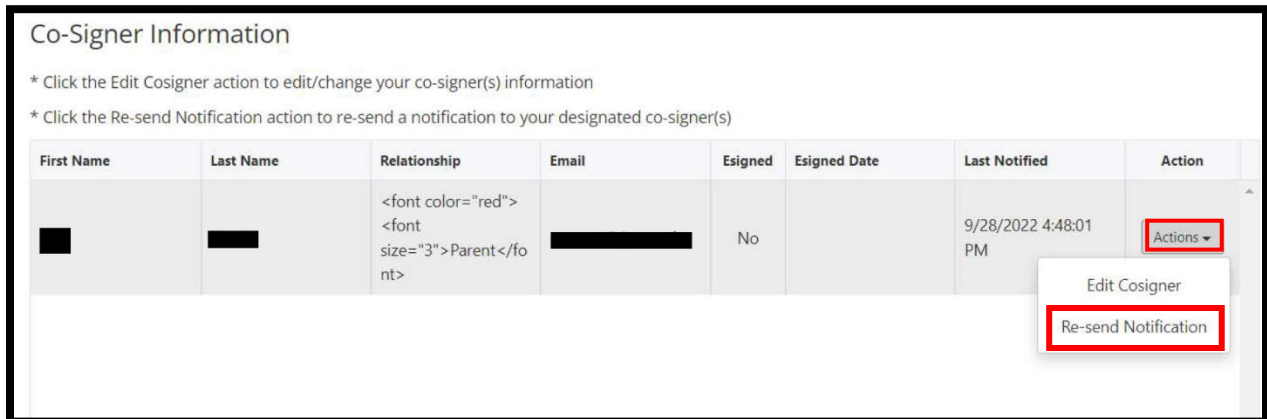 Co-Signer Information
* Click the Edit Cosigner action to edit/change your co-signer(s) information
* Click the Re-send Notification action to re-send a notification to your designated co-signer(s)
First Name Last Name Relationship Email Esigned Esigned Date Last Notified Action
<font color="red">
<font
size="3">Parent</fo
nt>
No
9/28/2022 4:48:01
PM
Actions
Edit Cosigner
Re-send Notification